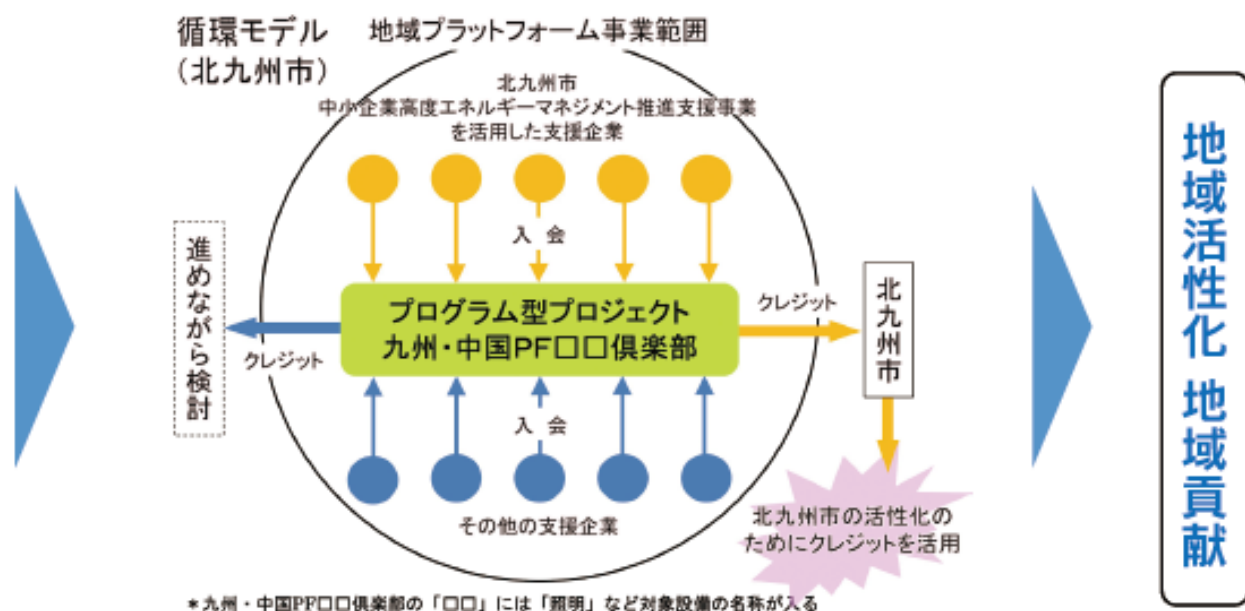 循環モデル
（北九州市）
地域プラットフォーム事業範囲
北九州市
中小企業高度エネルギーマネジメント推進支援事業
を活用した支援企業
入 会
進めながら検討
クレジット
プログラム型プロジェクト
九州・中国PF□□倶楽部
クレジット
北九州市
入 会
その他の支援企業
北九州市の活性化の
ためにクレジットを活用
地域活性化 地域貢献
＊九州・中国PF□□倶楽部の「□□」には「照明」など対象設備の名称が入る